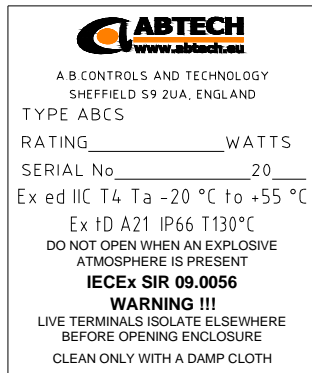 ABTECH
www.abtech.eu
A.B.CONTROLS AND TECHNOLOGY
SHEFFIELD S9 2UA, ENGLAND
TYPE ABCS
RATING____________________WATTS
SERIAL No____________________20____
Ex ed IIC T4 Ta -20 °C to +55 °C
Ex tD A21 IP66 T130°C
DO NOT OPEN WHEN AN EXPLOSIVE
ATMOSPHERE IS PRESENT
IECEx SIR 09.0056
WARNING !!!
LIVE TERMINALS ISOLATE ELSEWHERE
BEFORE OPENING ENCLOSURE
CLEAN ONLY WITH A DAMP CLOTH